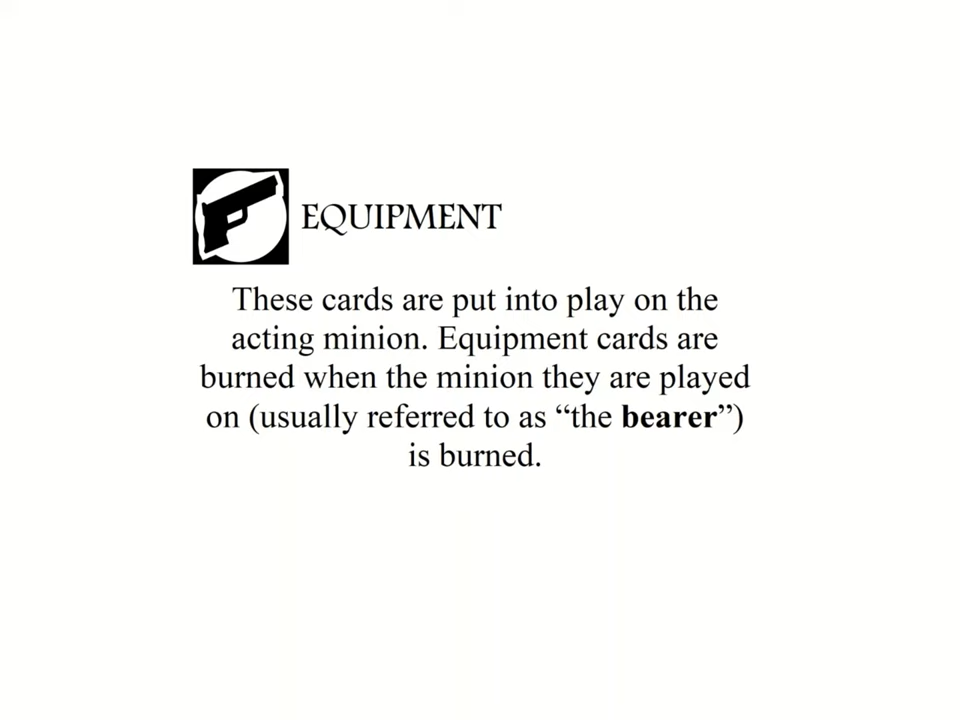 EQUIPMENT
These cards are put into play on the
acting minion. Equipment cards are
burned when the minion they are played
on (usually referred to as “the bearer”)
is burned.